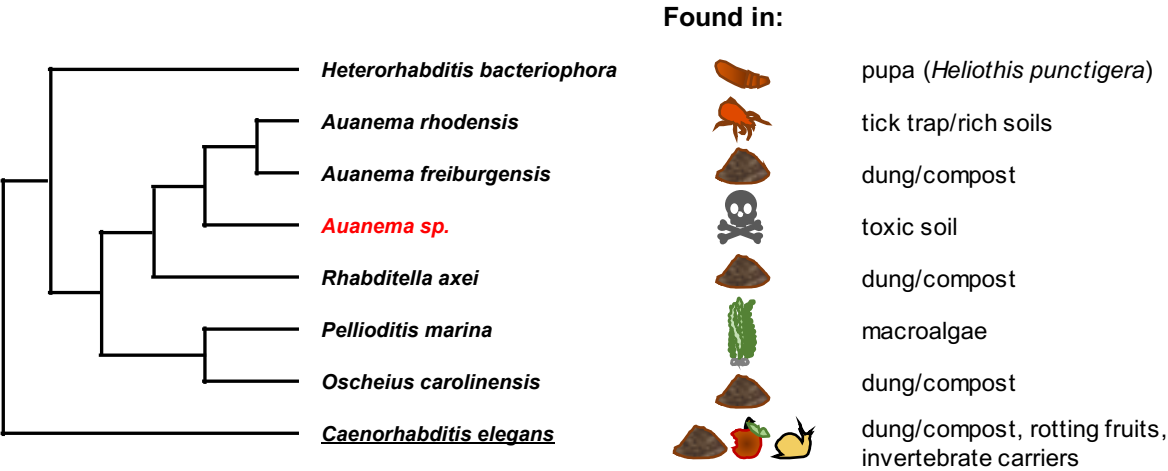 Found in:
Heterorhabditis bacteriophora
pupa (Heliothis punctigera)
Auanema rhodensis
tick trap/rich soils
Auanema freiburgensis
dung/compost
Auanema sp.
toxic soil
Rhabditella axei
dung/compost
Pellioditis marina
macroalgae
Oscheius carolinensis
dung/compost
Caenorhabditis elegans
dung/compost, rotting fruits,
invertebrate carriers